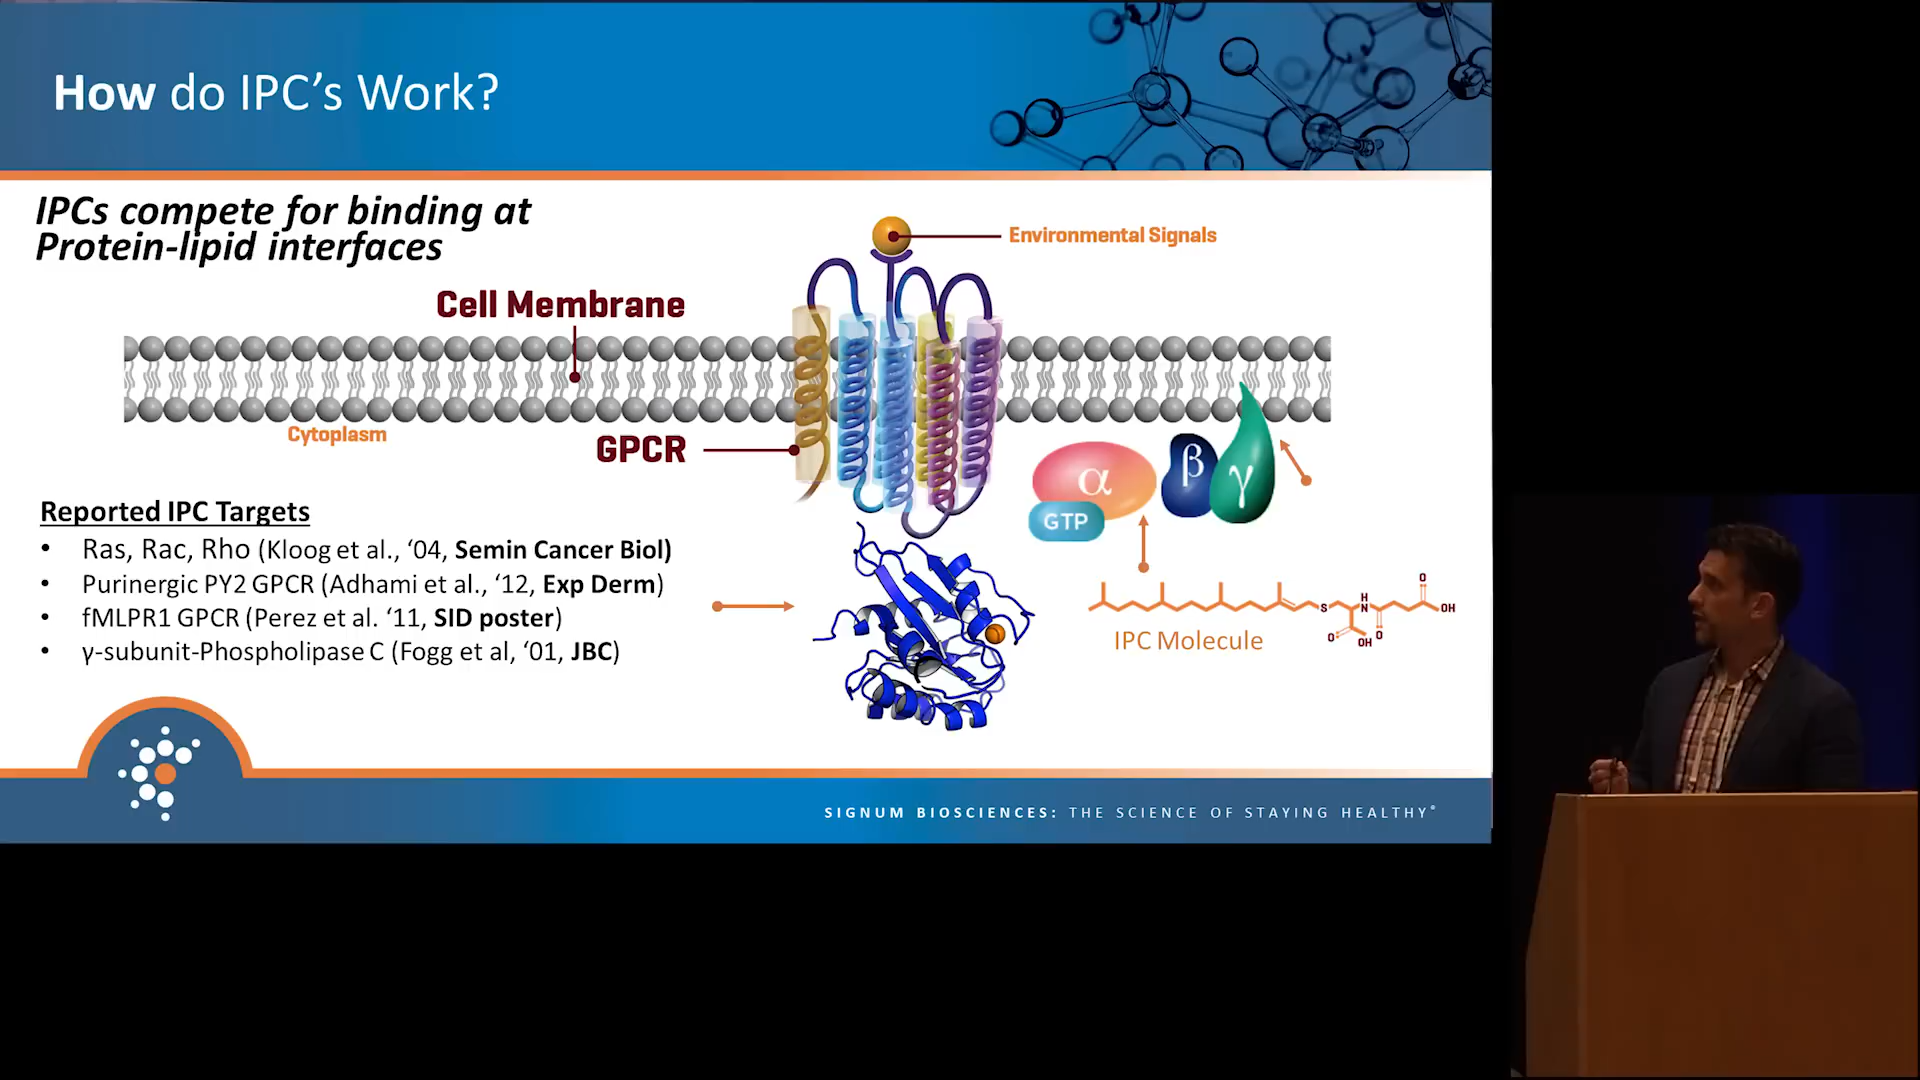 How do IPC’s Work?
IPCs compete for binding at
Protein-lipid interfaces
Environmental Signals
Cell Membrane
Cytoplasm
GPCR
α
β
γ
GTP
Reported IPC Targets
• Ras, Rac, Rho (Kloog et al., ‘04, Semin Cancer Biol)
• Purinergic PY2 GPCR (Adhami et al., ‘12, Exp Derm)
• fMLPR1 GPCR (Perez et al. ‘11, SID poster)
• γ-subunit-Phospholipase C (Fogg et al, ‘01, JBC)
O
S
H
N
OH
O
OH
O
IPC Molecule
SIGNUM BIOSCIENCES: THE SCIENCE OF STAYING HEALTHY®